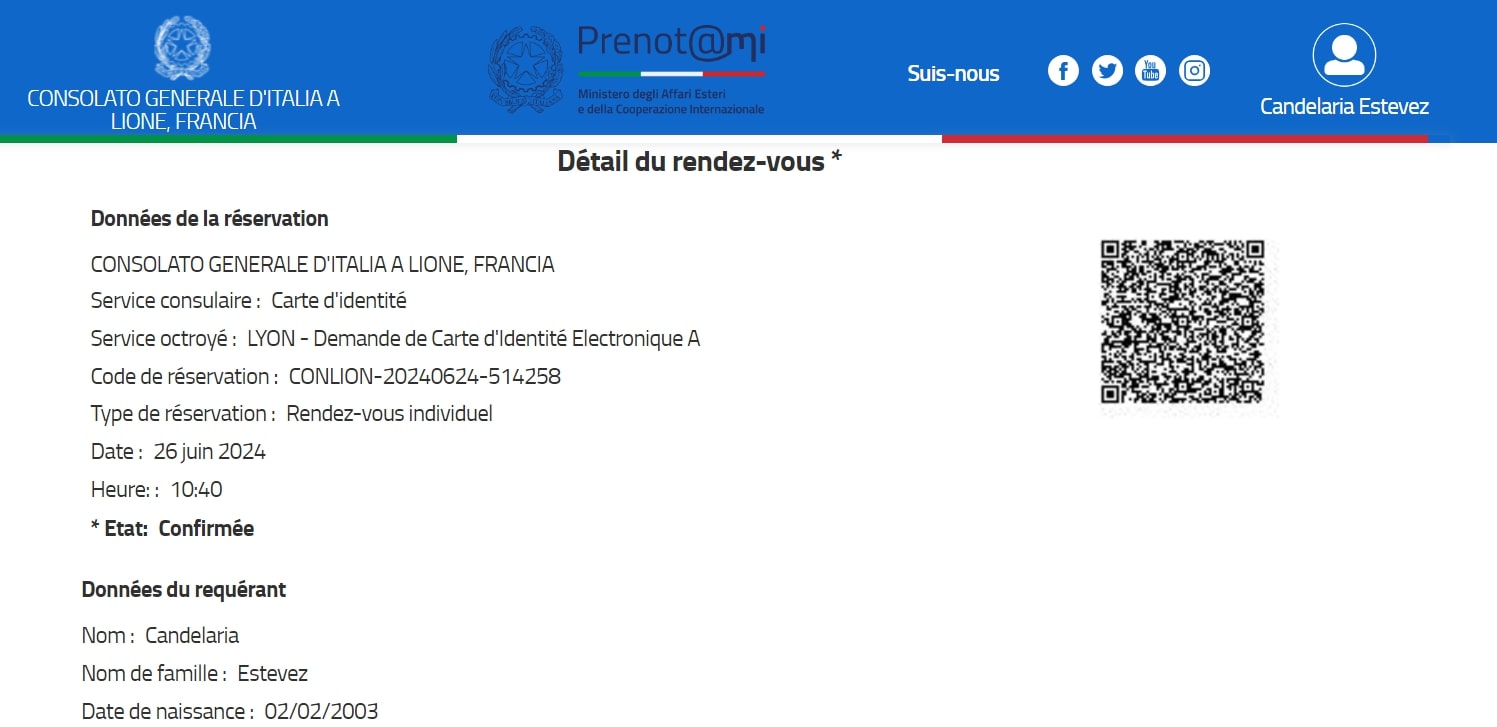 CONSOLATO GENERALE D'ITALIA A
LIONE, FRANCIA
Prenot@mi
Ministero degli Affari Esteri
e della Cooperazione Internazionale
Suis-nous
You
Tube
Candelaria Estevez
Détail du rendez-vous *
Données de la réservation
CONSOLATO GENERALE D'ITALIA A LIONE, FRANCIA
Service consulaire : Carte d'identité
Service octroyé : LYON - Demande de Carte d'Identité Electronique A
Code de réservation : CONLION-20240624-514258
Type de réservation : Rendez-vous individuel
Date : 26 juin 2024
Heure: : 10:40
* Etat: Confirmée
Données du requérant
Nom : Candelaria
Nom de famille : Estevez
Date de naissance : 02/02/2003